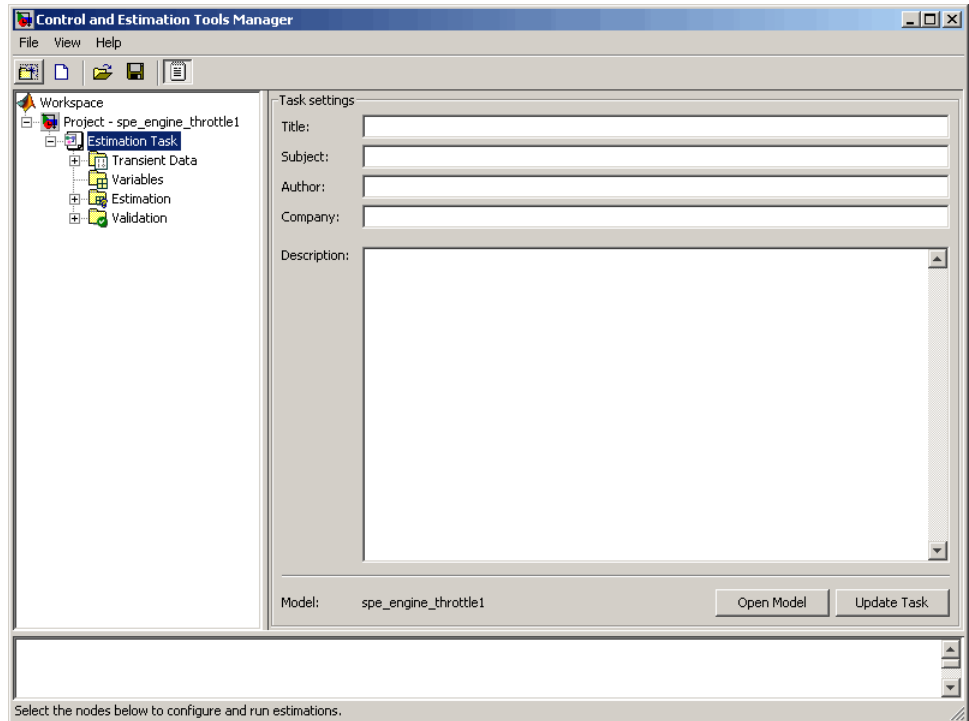 Control and Estimation Tools Manager
File View Help
Workspace
Project - spe_engine_throttle1
Estimation Task
Transient Data
Variables
Estimation
Validation
Task settings
Title:
Subject:
Author:
Company:
Description:
Model: spe_engine_throttle1 Open Model Update Task
Select the nodes below to configure and run estimations.